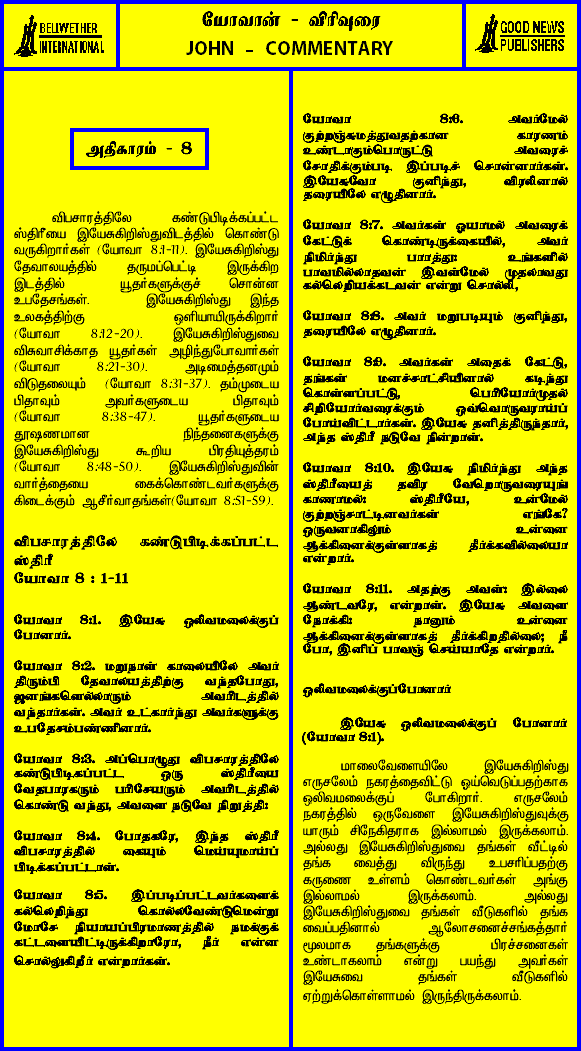 BELWETHER
INTERNATIONAL
யோவான் - விரிவுரை
JOHN - COMMENTARY
GOOD NEWS
PUBLISHERS
அதிகாரம் - 8
விபசாரத்திலே கண்டுபிடிக்கப்பட்ட
ஸ்திரீயை இயேசுகிறிஸ்துவிடத்தில் கொண்டு
வருகிறார்கள் (யோவா 8:1-11). இயேசுகிறிஸ்து
தேவாலயத்தில் தருமப்பெட்டி இருக்கிற
இடத்தில் யூதர்களுக்குச் சொன்ன
உபதேசங்கள். இயேசுகிறிஸ்து இந்த
உலகத்திற்கு ஒளியாயிருக்கிறார்
(யோவா 8:12-20). இயேசுகிறிஸ்துவை
விசுவாசிக்காத யூதர்கள் அழிந்துபோவார்கள்
(யோவா 8:21-30). அடிமைத்தனமும்
விடுதலையும் (யோவா 8:31-37). தம்முடைய
பிதாவும் அவர்களுடைய பிதாவும்
(யோவா 8:38-47). யூதர்களுடைய
தூஷணமான நிந்தனைகளுக்கு
இயேசுகிறிஸ்து கூறிய பிரதியுத்தரம்
(யோவா 8:48-50). இயேசுகிறிஸ்துவின்
வார்த்தையை கைக்கொண்டவர்களுக்கு
கிடைக்கும் ஆசீர்வாதங்கள்(யோவா 8:51-59).
விபசாரத்திலே கண்டுபிடிக்கப்பட்ட
ஸ்திரீ
யோவா 8 : 1-11
யோவா 8:1. இயேசு ஒலிவமலைக்குப்
போனார்.
யோவா 8:2. மறுநாள் காலையிலே அவர்
திரும்பி தேவாலயத்திற்கு வந்தபோது,
ஜனங்களெல்லாரும் அவரிடத்தில்
வந்தார்கள். அவர் உட்கார்ந்து அவர்களுக்கு
உபதேசம்பண்ணினார்.
யோவா 8:3. அப்பொழுது விபசாரத்திலே
கண்டுபிடிக்கப்பட்ட ஒரு ஸ்திரீயை
வேதபாரகரும் பரிசேயரும் அவரிடத்தில்
கொண்டு வந்து, அவளை நடுவே நிறுத்தி:
யோவா 8:4. போதகரே, இந்த ஸ்திரீ
விபசாரத்தில் கையும் மெய்யுமாய்ப்
பிடிக்கப்பட்டாள்.
யோவா 8:5. இப்படிப்பட்டவர்களைக்
கல்லெறிந்து கொல்லவேண்டுமென்று
மோசே நியாயப்பிரமாணத்தில் நமக்குக்
கட்டளையிட்டிருக்கிறாரே, நீர் என்ன
சொல்லுகிறீர் என்றார்கள்.
யோவா 8:6. அவர்மேல்
குற்றஞ்சுமத்துவதற்கான காரணம்
உண்டாகும்பொருட்டு அவரைச்
சோதிக்கும்படி இப்படிச் சொன்னார்கள்.
இயேசுவோ குனிந்து, விரலினால்
தரையிலே எழுதினார்.
யோவா 8:7. அவர்கள் ஓயாமல் அவரைக்
கேட்டுக் கொண்டிருக்கையில், அவர்
நிமிர்ந்து பார்த்து: உங்களில்
பாவமில்லாதவன் இவள்மேல் முதலாவது
கல்லெறியக்கடவன் என்று சொல்லி,
யோவா 8:8. அவர் மறுபடியும் குனிந்து,
தரையிலே எழுதினார்.
யோவா 8:9. அவர்கள் அதைக் கேட்டு,
தங்கள் மனச்சாட்சியினால் கடிந்து
கொள்ளப்பட்டு, பெரியோர்முதல்
சிறியோர்வரைக்கும் ஒவ்வொருவராய்ப்
போய்விட்டார்கள். இயேசு தனித்திருந்தார்,
அந்த ஸ்திரீ நடுவே நின்றாள்.
யோவா 8:10. இயேசு நிமிர்ந்து அந்த
ஸ்திரீயைத் தவிர வேறொருவரையுங்
காணாமல்: ஸ்திரீயே, உன்மேல்
குற்றஞ்சாட்டினவர்கள் எங்கே?
ஒருவனாகிலும் உன்னை
ஆக்கினைக்குள்ளாகத் தீர்க்கவில்லையா
என்றார்.
யோவா 8:11. அதற்கு அவள்: இல்லை
ஆண்டவரே, என்றாள். இயேசு அவளை
நோக்கி: நானும் உன்னை
ஆக்கினைக்குள்ளாகத் தீர்க்கிறதில்லை; நீ
போ, இனிப் பாவஞ் செய்யாதே என்றார்.
ஒலிவமலைக்குப்போனார்
இயேசு ஒலிவமலைக்குப் போனார்
(யோவா 8:1).
மாலைவேளையிலே இயேசுகிறிஸ்து
எருசலேம் நகரத்தைவிட்டு ஓய்வெடுப்பதற்காக
ஒலிவமலைக்குப் போகிறார். எருசலேம்
நகரத்தில் ஒருவேளை இயேசுகிறிஸ்துவுக்கு
யாரும் சிநேகிதராக இல்லாமல் இருக்கலாம்.
அல்லது இயேசுகிறிஸ்துவை தங்கள் வீட்டில்
தங்க வைத்து விருந்து உபசரிப்பதற்கு
கருணை உள்ளம் கொண்டவர்கள் அங்கு
இல்லாமல் இருக்கலாம். அல்லது
இயேசுகிறிஸ்துவை தங்கள் வீடுகளில் தங்க
வைப்பதினால் ஆலோசனைச்சங்கத்தார்
மூலமாக தங்களுக்கு பிரச்சனைகள்
உண்டாகலாம் என்று பயந்து அவர்கள்
இயேசுவை தங்கள் வீடுகளில்
ஏற்றுக்கொள்ளாமல் இருந்திருக்கலாம்.